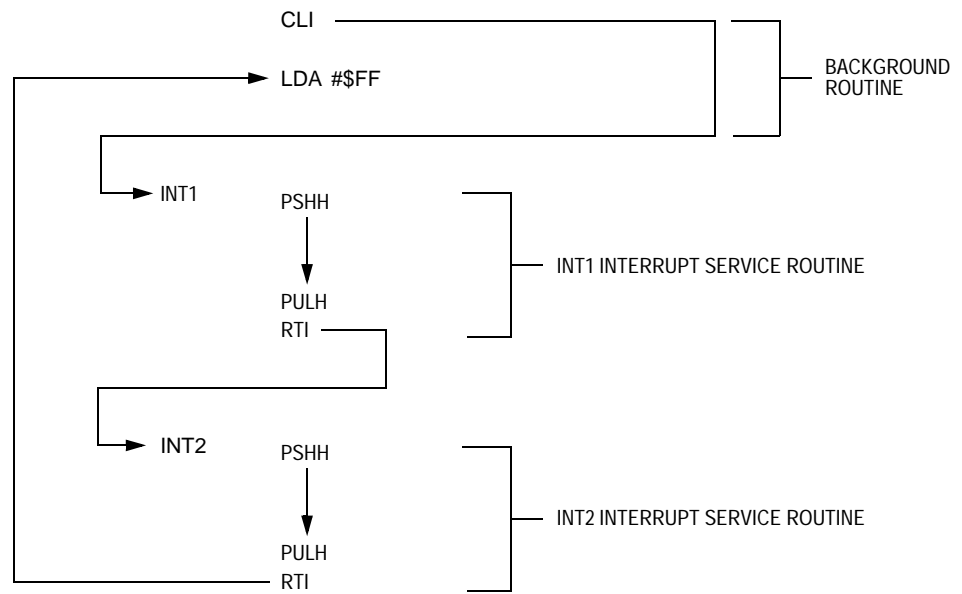 CLI
LDA #$FF
BACKGROUND
ROUTINE
INT1
PSHH
INT1 INTERRUPT SERVICE ROUTINE
PULH
RTI
INT2
PSHH
INT2 INTERRUPT SERVICE ROUTINE
PULH
RTI